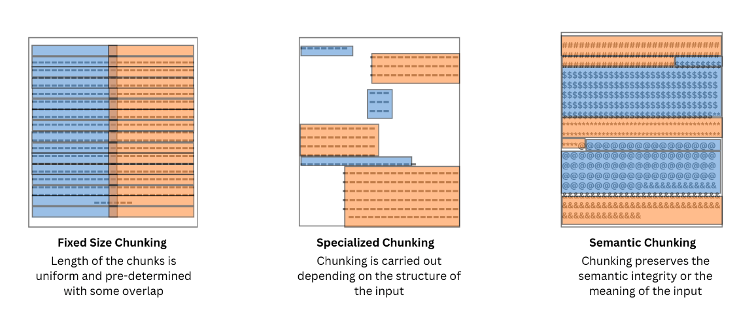 Fixed Size Chunking
Length of the chunks is
uniform and pre-determined
with some overlap
Specialized Chunking
Chunking is carried out
depending on the structure of
the input
Semantic Chunking
Chunking preserves the
semantic integrity or the
meaning of the input